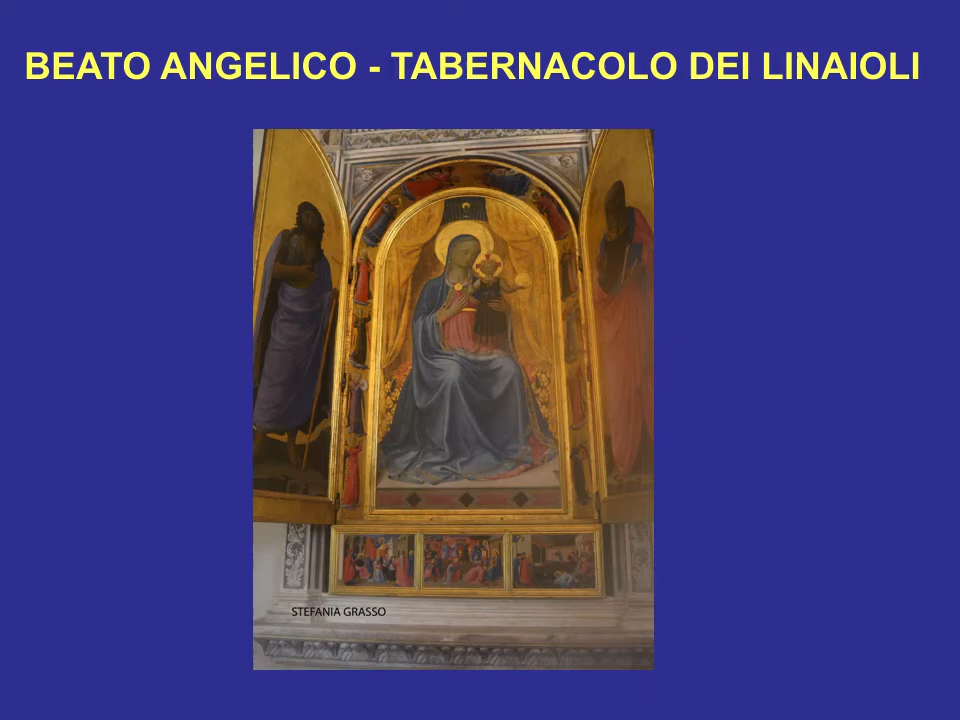 BEATO ANGELICO - TABERNACOLO DEI LINAIOLI
STEFANIA GRASSO